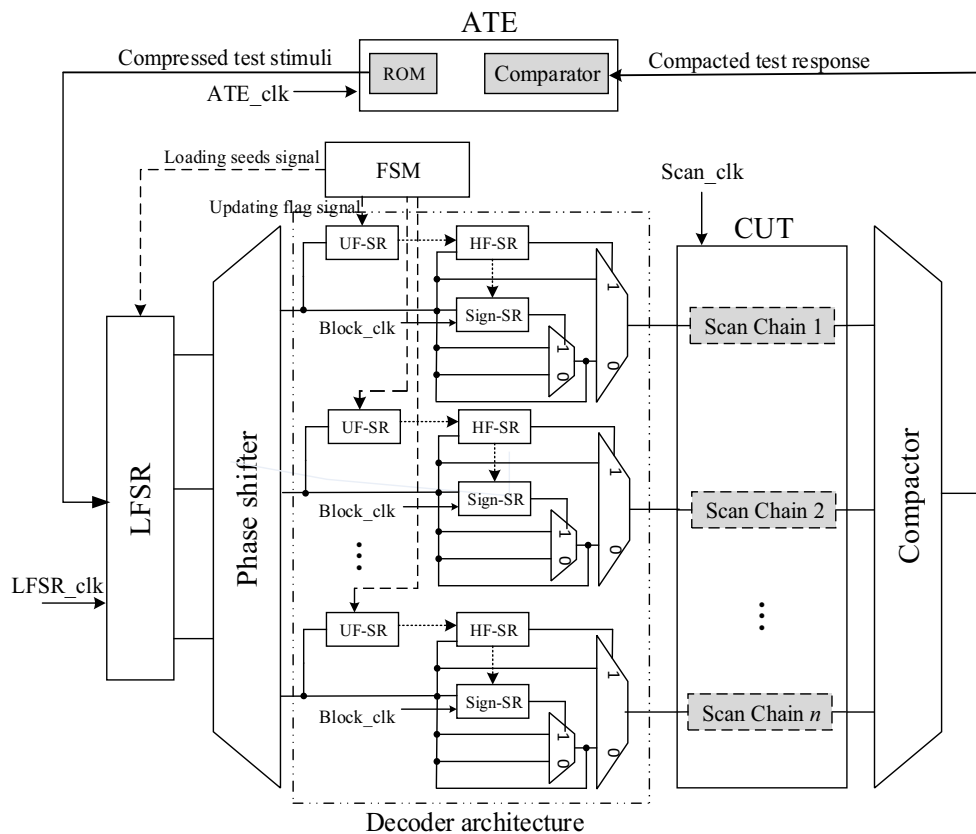 ATE
Compressed test stimuli
ROM
Comparator
Compacted test response
ATE_clk
Loading seeds signal
FSM
Updating flag signal
Scan_clk
CUT
UF-SR
HF-SR
1
Sign-SR
Block_clk
1
0
0
Scan Chain 1
UF-SR
HF-SR
1
Sign-SR
Block_clk
1
0
0
Scan Chain 2
LFSR
Phase shifter
Compactor
...
...
LFSR_clk
UF-SR
HF-SR
1
Sign-SR
Block_clk
1
0
0
Scan Chain n
Decoder architecture